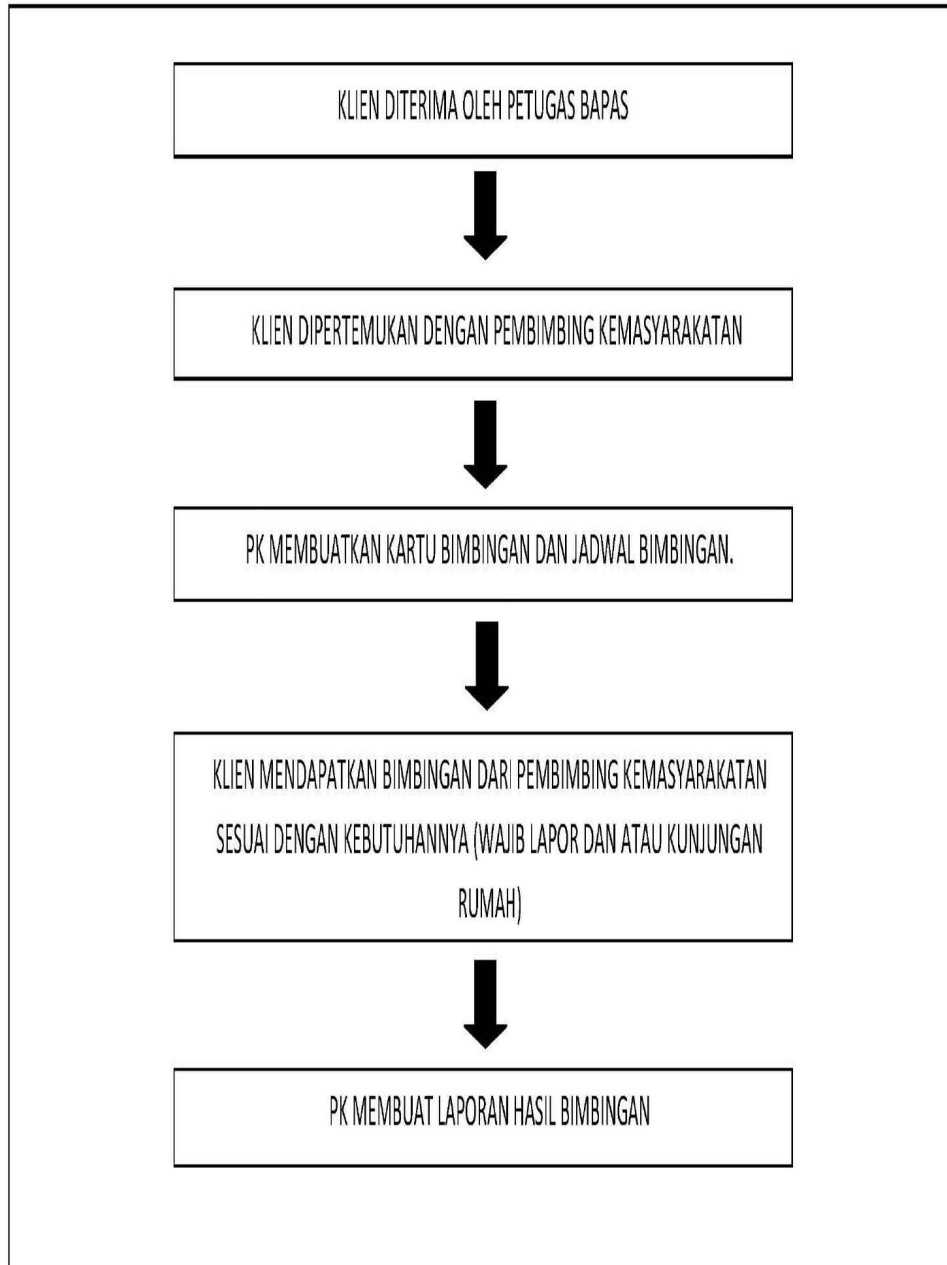 KLIEN DITERIMA OLEH PETUGAS BAPAS
KLIEN DIPERTEMUKAN DENGAN PEMBIMBING KEMASYARAKATAN
PK MEMBUATKAN KARTU BIMBINGAN DAN JADWAL BIMBINGAN.
KLIEN MENDAPATKAN BIMBINGAN DARI PEMBIMBING KEMASYARAKATAN
SESUAI DENGAN KEBUTUHANNYA (WAJIB LAPOR DAN ATAU KUNJUNGAN
RUMAH)
PK MEMBUAT LAPORAN HASIL BIMBINGAN